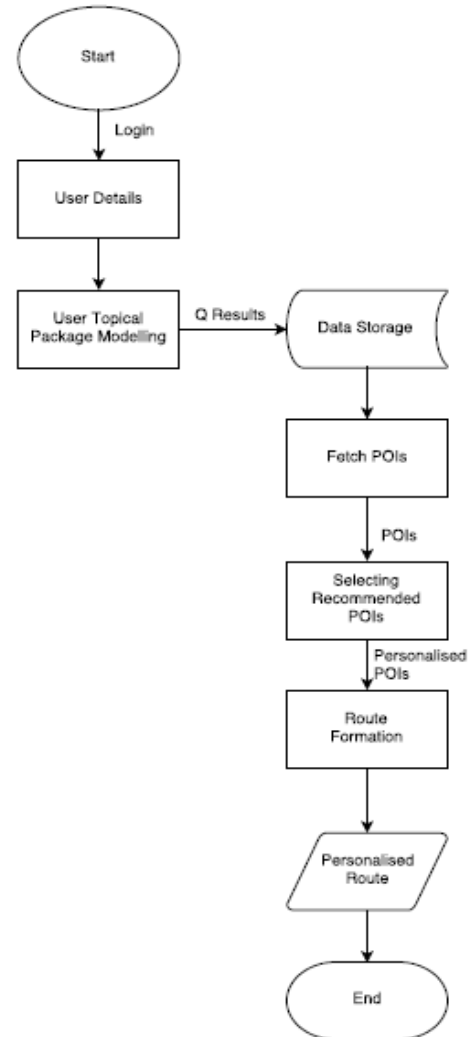 Start
Login
User Details
User Topical
Package Modelling
Q Results
Data Storage
Fetch POIs
POIs
Selecting
Recommended
POIs
Personalised
POIs
Route
Formation
Personalised
Route
End